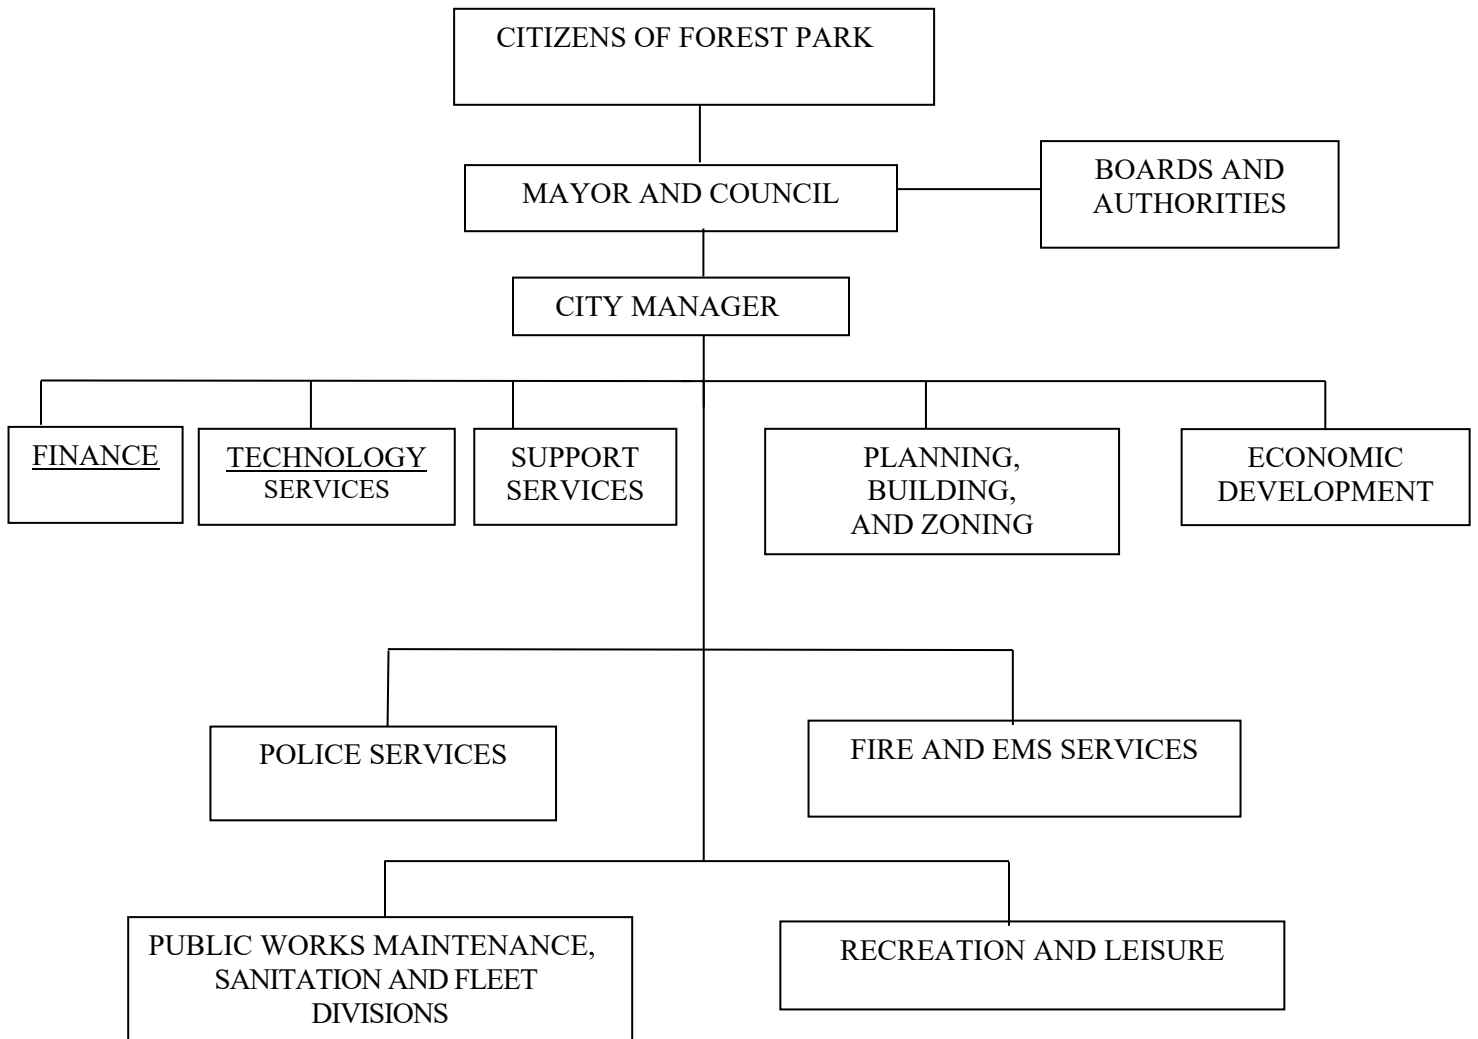 CITIZENS OF FOREST PARK
MAYOR AND COUNCIL
BOARDS AND
AUTHORITIES
CITY MANAGER
FINANCE
TECHNOLOGY
SERVICES
SUPPORT
SERVICES
PLANNING,
BUILDING,
AND ZONING
ECONOMIC
DEVELOPMENT
POLICE SERVICES
FIRE AND EMS SERVICES
PUBLIC WORKS MAINTENANCE,
SANITATION AND FLEET
DIVISIONS
RECREATION AND LEISURE